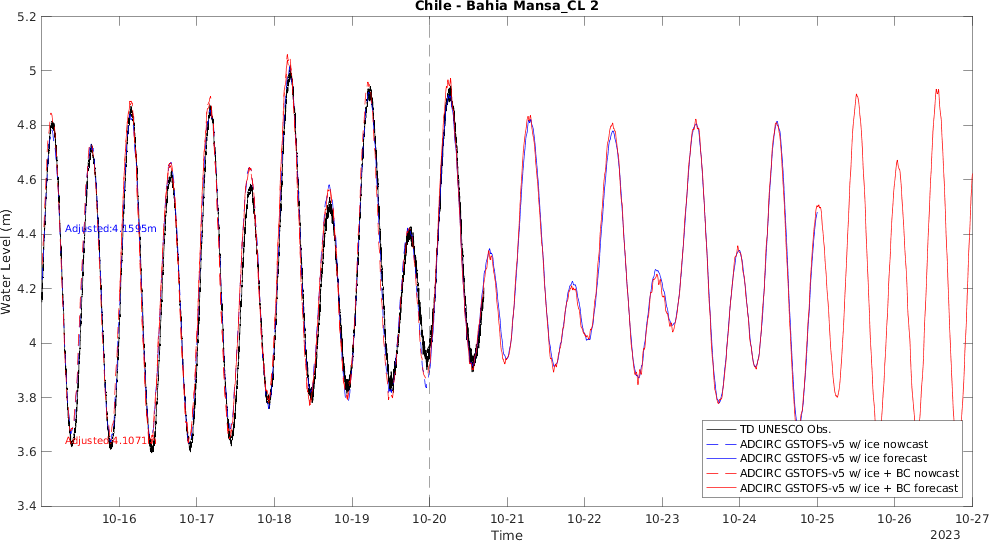 Chile - Bahia Mansa_CL 2
Water Level (m)
5.2
5
4.8
4.6
4.4
4.2
4
3.8
3.6
3.4
Adjusted:4.1595m
Adjusted:4.1071
TD UNESCO Obs.
ADCIRC GSTOFS-v5 w/ ice nowcast
ADCIRC GSTOFS-v5 w/ ice forecast
ADCIRC GSTOFS-v5 w/ ice + BC nowcast
ADCIRC GSTOFS-v5 w/ ice + BC forecast
10-16 10-17 10-18 10-19 10-20 10-21 10-22 10-23 10-24 10-25 10-26 10-27
Time
2023